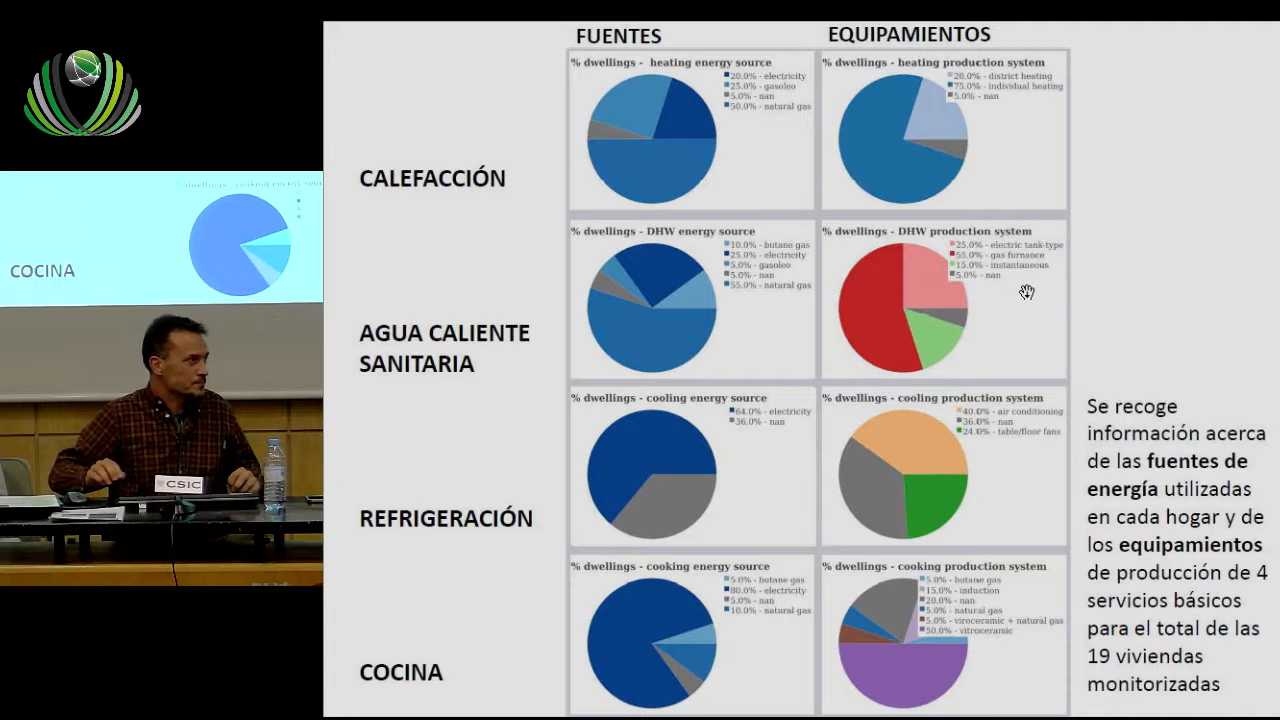 FUENTES
EQUIPAMIENTOS
% dwellings - heating energy source
20.0% - electricity
25.0% - gasoleo
5.0% - nan
50.0% - natural gas
% dwellings - heating production system
20.0% - district heating
75.0% - individual heating
5.0% - nan
CALEFACCIÓN
% dwellings - DHW energy source
10.0% - butane gas
25.0% - electricity
5.0% - gasoleo
5.0% - nan
55.0% - natural gas
% dwellings - DHW production system
25.0% - electric tank-type
55.0% - gas furnance
15.0% - instantaneous
5.0% - nan
AGUA CALIENTE
SANITARIA
% dwellings - cooling energy source
64.0% - electricity
36.0% - nan
% dwellings - cooling production system
40.0% - air conditioning
36.0% - nan
24.0% - table/floor fans
REFRIGERACIÓN
% dwellings - cooking energy source
5.0% - butane gas
80.0% - electricity
5.0% - nan
10.0% - natural gas
% dwellings - cooking production system
5.0% - butane gas
15.0% - induction
20.0% - nan
5.0% - natural gas
5.0% - viroceramic + natural gas
50.0% - vitroceramic
COCINA
Se recoge
información acerca
de las fuentes de
energía utilizadas
en cada hogar y de
los equipamientos
de producción de 4
servicios básicos
para el total de las
19 viviendas
monitorizadas
% dwellings - cooking energy sour
COCINA
CSIC